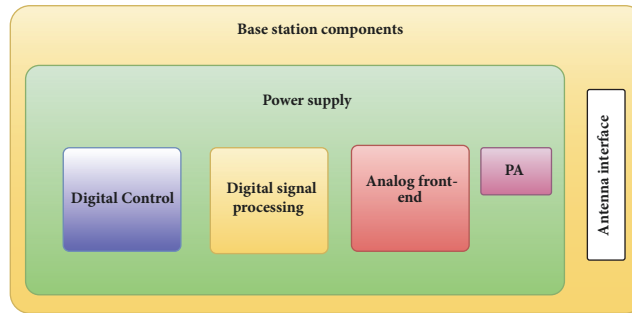 Base station components
Power supply
Digital Control
Digital signal
processing
Analog front-
end
PA
Antenna interface